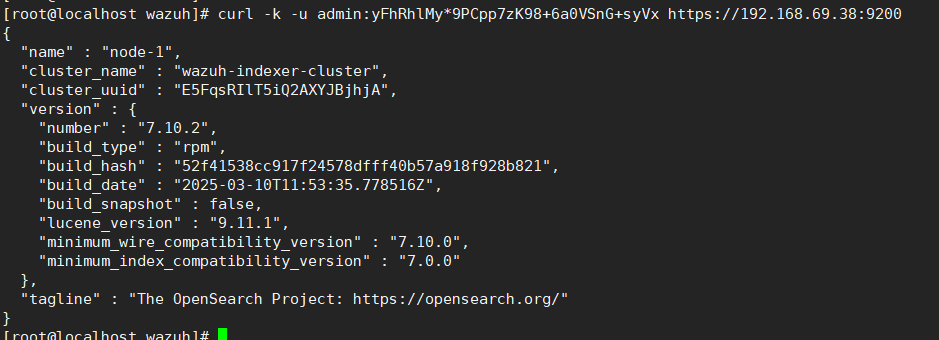 [root@localhost wazuh]# curl -k -u admin:yFhRhlMy*9PCpp7zK98+6a0VSnG+syVx https://192.168.69.38:9200
{
  "name" : "node-1",
  "cluster_name" : "wazuh-indexer-cluster",
  "cluster_uuid" : "E5FqsRIlT5iQ2AXYJBjhjA",
  "version" : {
    "number" : "7.10.2",
    "build_type" : "rpm",
    "build_hash" : "52f41538cc917f24578dfff40b57a918f928b821",
    "build_date" : "2025-03-10T11:53:35.778516Z",
    "build_snapshot" : false,
    "lucene_version" : "9.11.1",
    "minimum_wire_compatibility_version" : "7.10.0",
    "minimum_index_compatibility_version" : "7.0.0"
  },
  "tagline" : "The OpenSearch Project: https://opensearch.org/"
}
[root@localhost wazuh]#